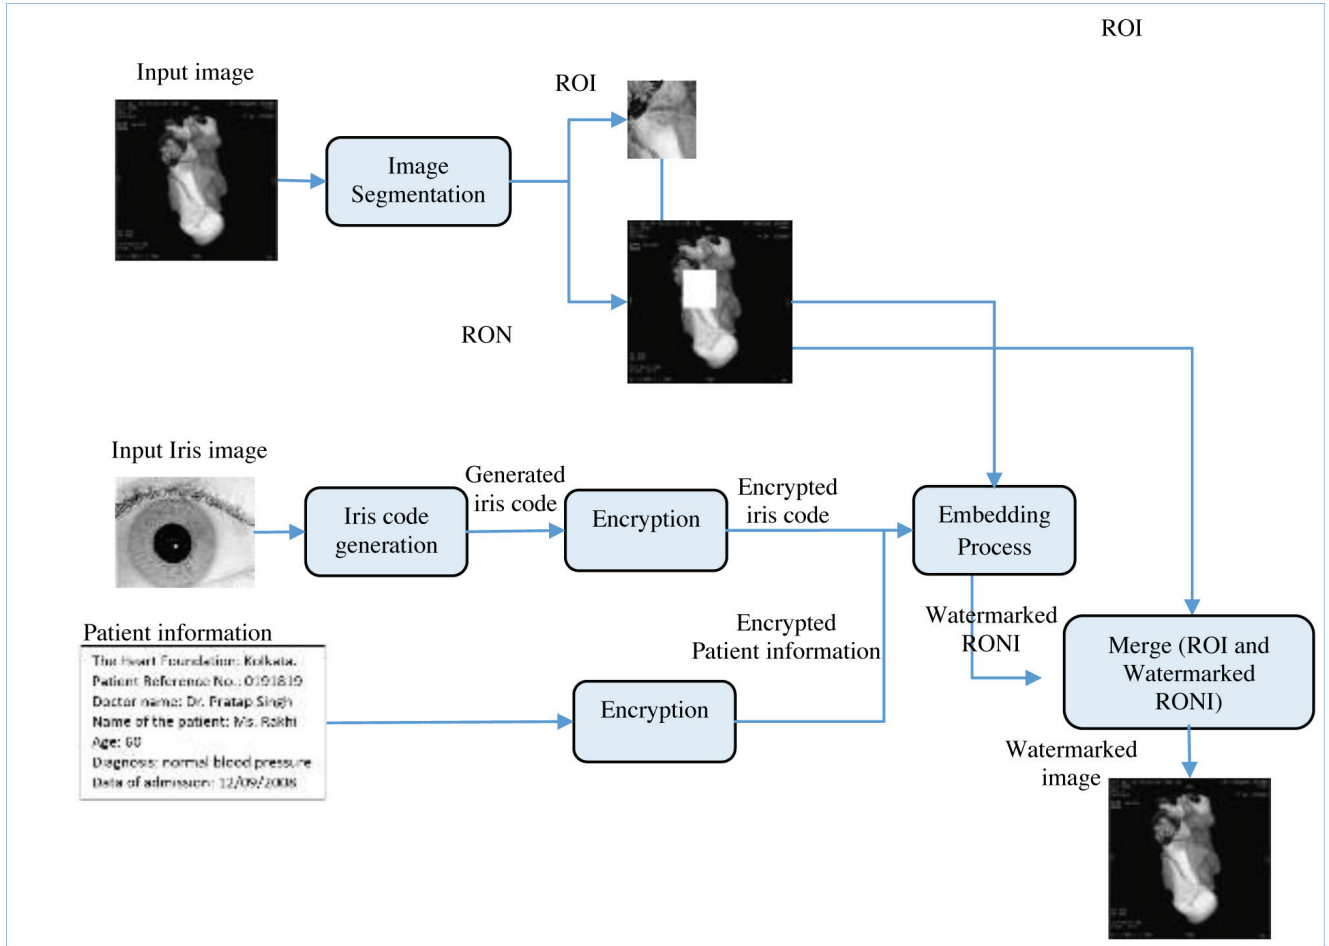 ROI
Input image
ROI
Image
Segmentation
RON
Input Iris image
Generated
iris code
Encrypted
iris code
Iris code
generation
Encryption
Embedding
Process
Patient information
The Heart Foundation: Kolkata.
Patient Reference No.: 0191819
Doctor name: Dr. Pratap Singh
Name of the patient: Ms. Rakhi
Age: 60
Diagnosis: normal blood pressure
Data of admission: 12/09/2008
Encrypted
Patient information
Encryption
Watermarked
RONI
Merge (ROI and
Watermarked
RONI)
Watermarked
image